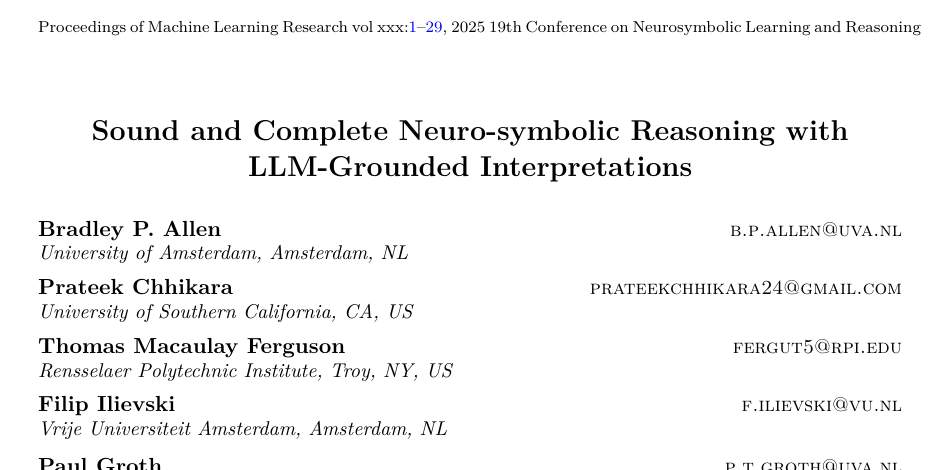 Proceedings of Machine Learning Research vol xxx:1–29, 2025 19th Conference on Neurosymbolic Learning and Reasoning
Sound and Complete Neuro-symbolic Reasoning with
LLM-Grounded Interpretations
Bradley P. Allen B.P.ALLEN@UVA.NL
University of Amsterdam, Amsterdam, NL
Prateek Chhikara PRATEEKCHHIKARA24@GMAIL.COM
University of Southern California, CA, US
Thomas Macaulay Ferguson FERGUT5@RPI.EDU
Rensselaer Polytechnic Institute, Troy, NY, US
Filip Ilievski F.ILIEVSKI@VU.NL
Vrije Universiteit Amsterdam, Amsterdam, NL
Paul Groth P.T.GROTH@UVA.NL